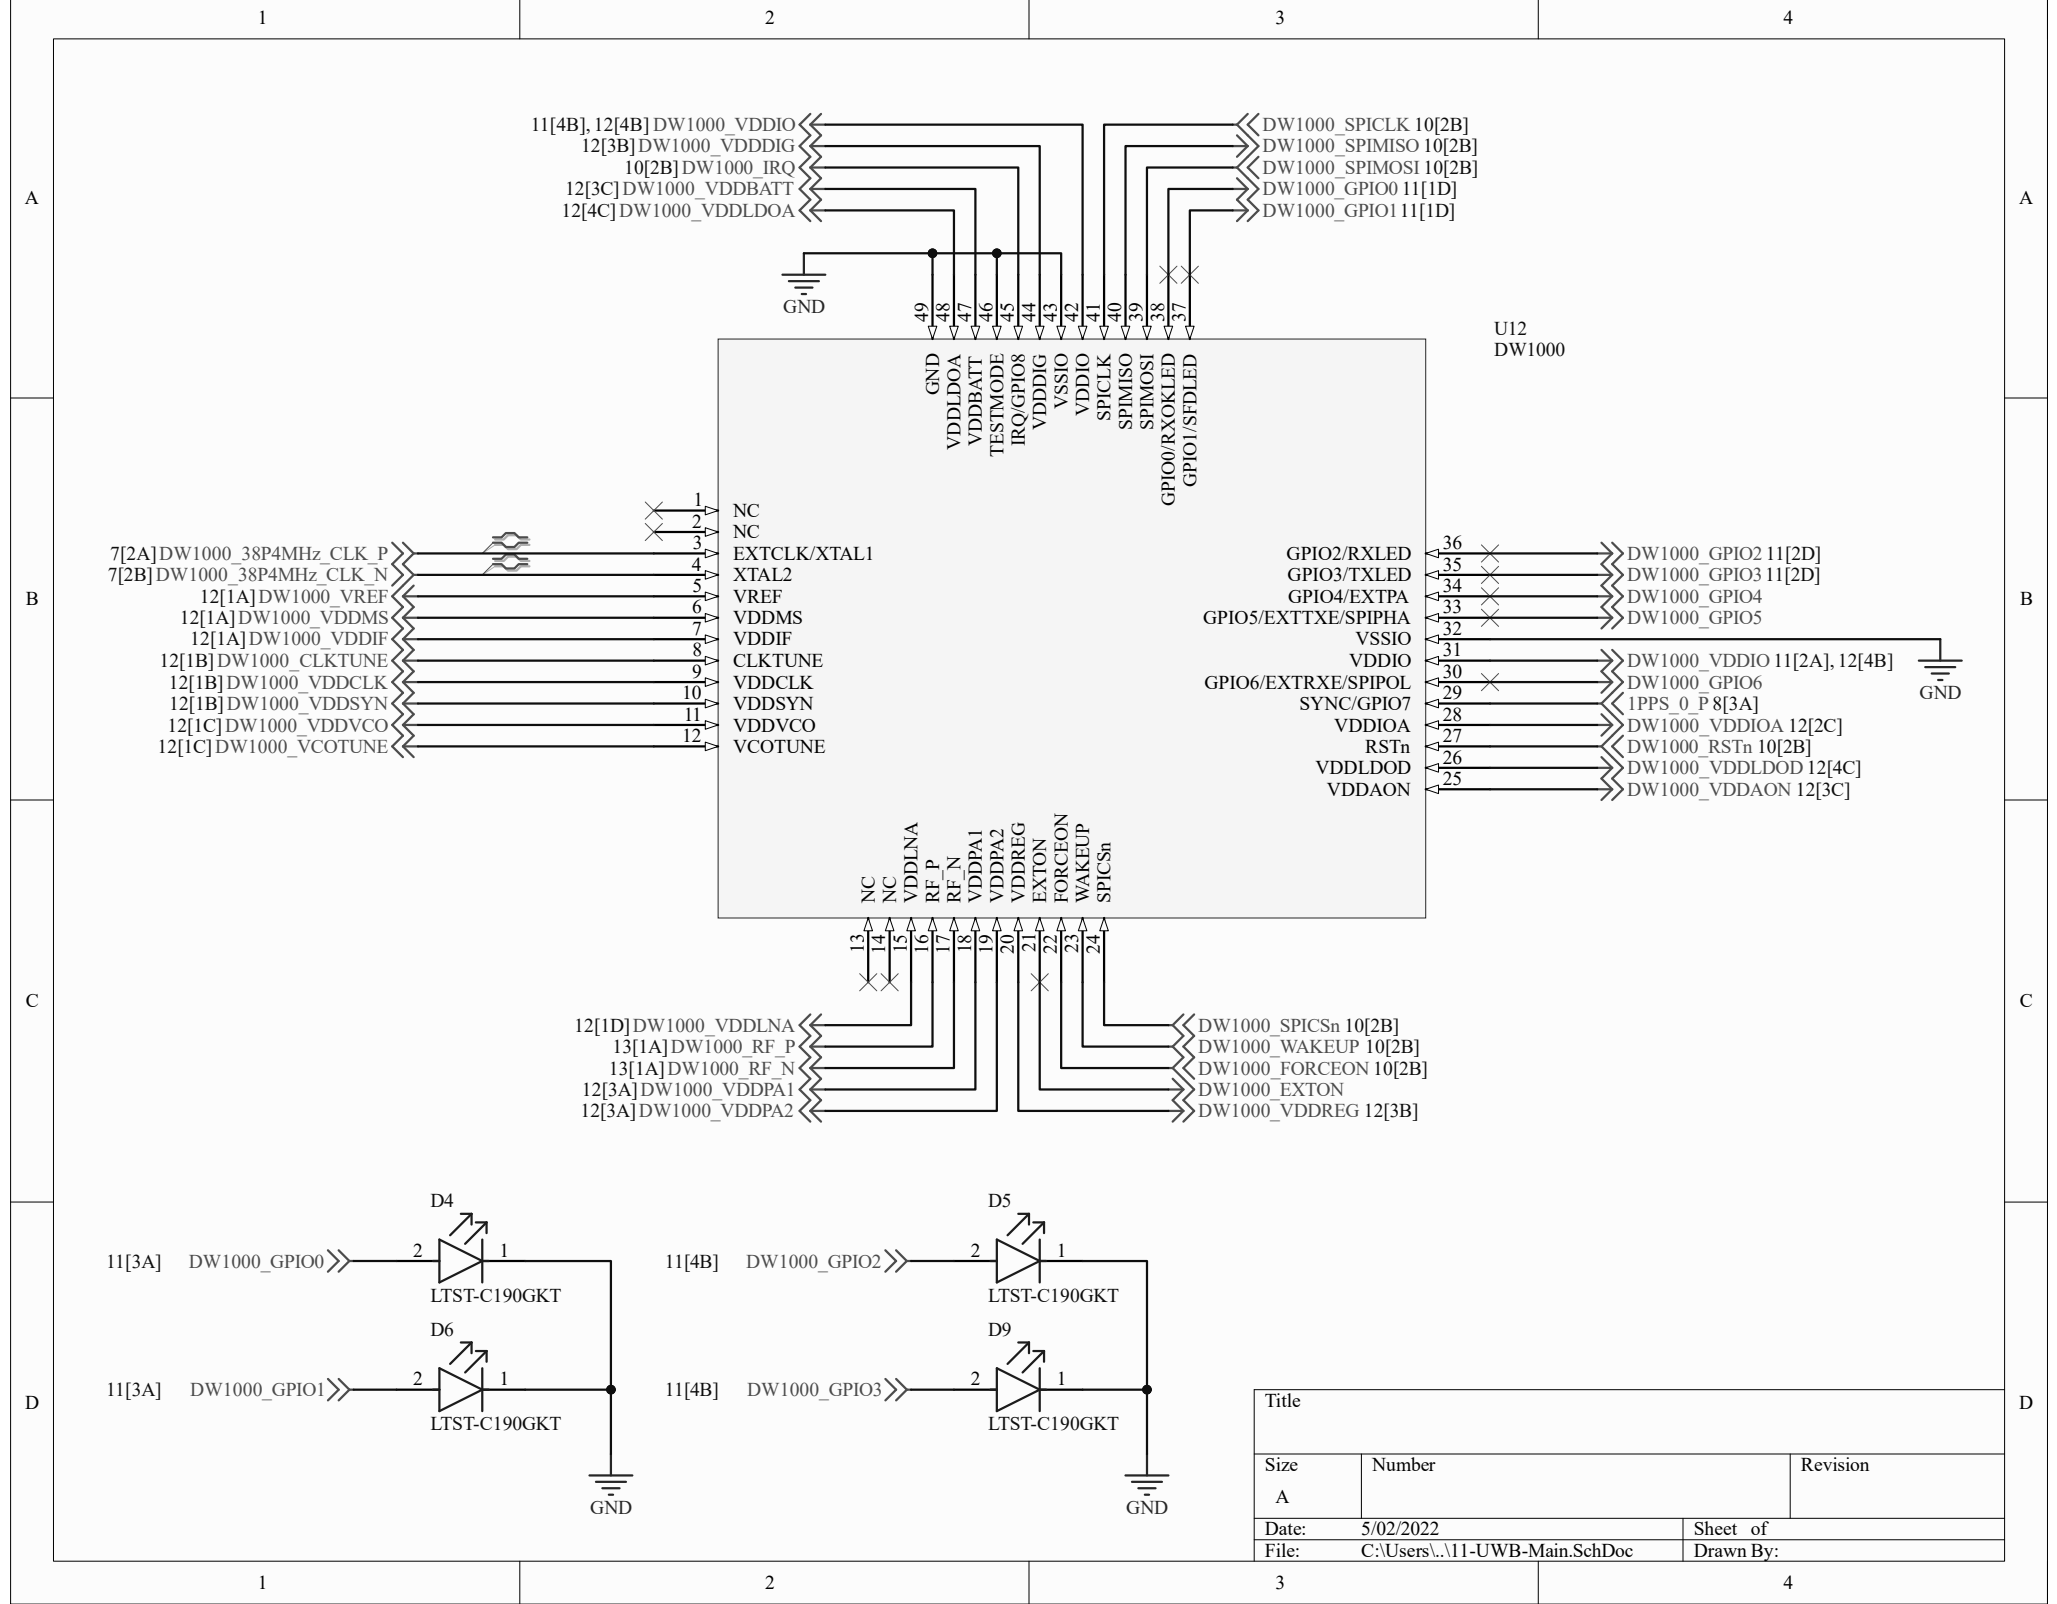 1 2 3 4
A A
B B
C C
D D
11[4B], 12[4B] DW1000_VDDIO
12[3B] DW1000_VDDDIG
10[2B] DW1000_IRQ
12[3C] DW1000_VDDBATT
12[4C] DW1000_VDDLDOA
DW1000_SPICLK 10[2B]
DW1000_SPIMISO 10[2B]
DW1000_SPIMOSI 10[2B]
DW1000_GPIO0 11[1D]
DW1000_GPIO1 11[1D]
GND
U12
DW1000
49 GND
48 VDDLDOA
47 VDDBATT
46 TESTMODE
45 IRQ/GPIO8
44 VDDDIG
43 VSSIO
42 VDDIO
41 SPICLK
40 SPIMISO
39 SPIMOSI
38 GPIO0/RXOKLED
37 GPIO1/SFDLED
1 NC
2 NC
7[2A] DW1000_38P4MHz_CLK_P 3 EXTCLK/XTAL1
7[2B] DW1000_38P4MHz_CLK_N 4 XTAL2
12[1A] DW1000_VREF 5 VREF
12[1A] DW1000_VDDMS 6 VDDMS
12[1A] DW1000_VDDIF 7 VDDIF
12[1B] DW1000_CLKTUNE 8 CLKTUNE
12[1B] DW1000_VDDCLK 9 VDDCLK
12[1B] DW1000_VDDSYN 10 VDDSYN
12[1C] DW1000_VDDVCO 11 VDDVCO
12[1C] DW1000_VCOTUNE 12 VCOTUNE
GPIO2/RXLED 36 DW1000_GPIO2 11[2D]
GPIO3/TXLED 35 DW1000_GPIO3 11[2D]
GPIO4/EXTPA 34 DW1000_GPIO4
GPIO5/EXTTXE/SPIPHA 33 DW1000_GPIO5
VSSIO 32
VDDIO 31 DW1000_VDDIO 11[2A], 12[4B]
GPIO6/EXTRXE/SPIPOL 30 DW1000_GPIO6
GND
SYNC/GPIO7 29 1PPS_0_P 8[3A]
VDDIOA 28 DW1000_VDDIOA 12[2C]
RSTn 27 DW1000_RSTn 10[2B]
VDDLDOD 26 DW1000_VDDLDOD 12[4C]
VDDAON 25 DW1000_VDDAON 12[3C]
NC 13
NC 14
VDDLNA 15
RF_P 16
RF_N 17
VDDPA1 18
VDDPA2 19
VDDREG 20
EXTON 21
FORCEON 22
WAKEUP 23
SPICSn 24
12[1D] DW1000_VDDLNA
13[1A] DW1000_RF_P
13[1A] DW1000_RF_N
12[3A] DW1000_VDDPA1
12[3A] DW1000_VDDPA2
DW1000_SPICSn 10[2B]
DW1000_WAKEUP 10[2B]
DW1000_FORCEON 10[2B]
DW1000_EXTON
DW1000_VDDREG 12[3B]
D4
11[3A] DW1000_GPIO0 2 1
LTST-C190GKT
D6
11[3A] DW1000_GPIO1 2 1
LTST-C190GKT
GND
D5
11[4B] DW1000_GPIO2 2 1
LTST-C190GKT
D9
11[4B] DW1000_GPIO3 2 1
LTST-C190GKT
GND
Title
Size Number Revision
A
Date: 5/02/2022 Sheet of
File: C:\Users\..\11-UWB-Main.SchDoc Drawn By:
1 2 3 4